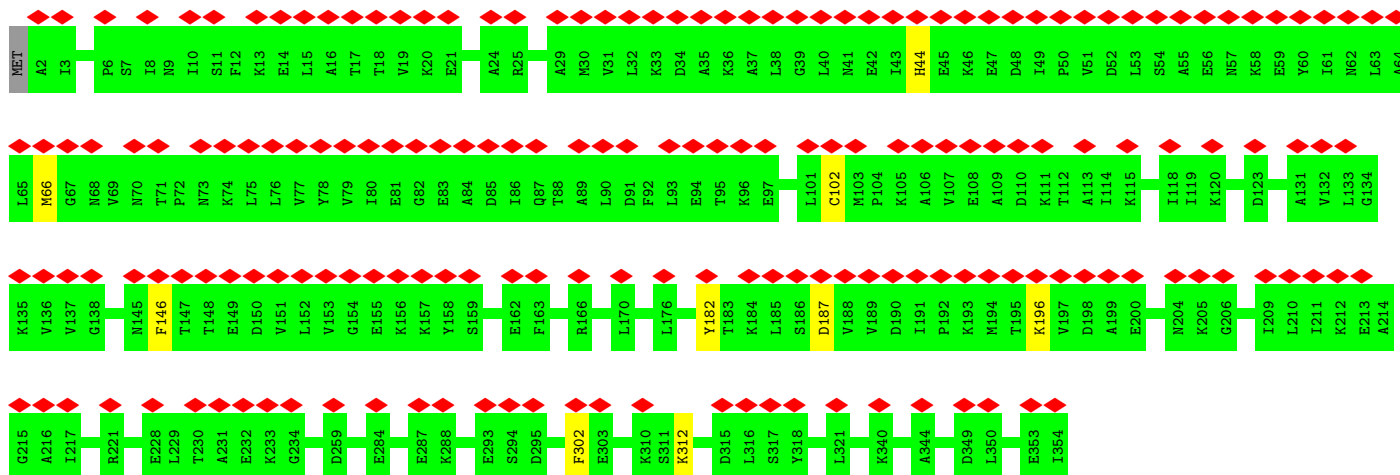 MET A2 I3 P6 S7 I8 N9 I10 S11 F12 K13 E14 L15 A16 T17 T18 V19 K20 E21 A24 R25 A29 M30 V31 L32 K33 D34 A35 K36 A37 L38 G39 L40 N41 E42 I43 H44 E45 K46 E47 D48 I49 P50 V51 D52 L53 S54 A55 E56 N57 K58 E59 Y60 I61 N62 L63 A64
L65 M66 G67 N68 V69 N70 T71 P72 N73 K74 L75 L76 V77 Y78 V79 I80 E81 G82 E83 A84 D85 I86 Q87 T88 A89 L90 D91 F92 L93 E94 T95 K96 E97 L101 C102 M103 P104 K105 A106 V107 E108 A109 D110 K111 T112 A113 I114 K115 I118 I119 K120 D123 A131 V132 L133 G134
K135 V136 V137 G138 N145 F146 T147 T148 E149 D150 V151 L152 V153 G154 E155 K156 K157 Y158 S159 E162 F163 R166 L170 L176 Y182 T183 K184 L185 S186 D187 V188 V189 D190 I191 P192 K193 M194 T195 K196 V197 D198 A199 E200 N204 K205 G206 I209 L210 I211 K212 E213 A214
G215 A216 I217 R221 E228 L229 T230 A231 E232 K233 G234 D259 E284 E287 K288 E293 S294 D295 F302 E303 K310 S311 K312 D315 L316 S317 Y318 L321 K340 A344 D349 L350 E353 I354